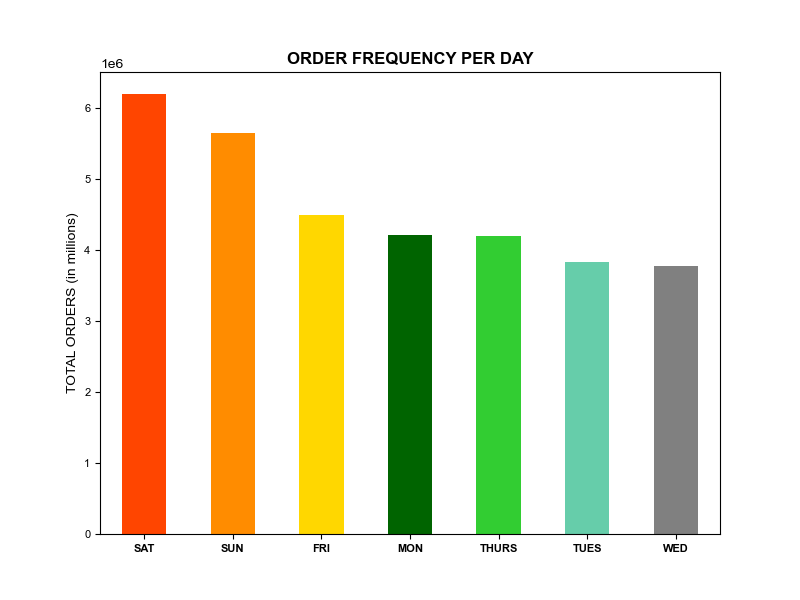 ORDER FREQUENCY PER DAY
1e6
TOTAL ORDERS (in millions)
6
5
4
3
2
1
0
SAT SUN FRI MON THURS TUES WED